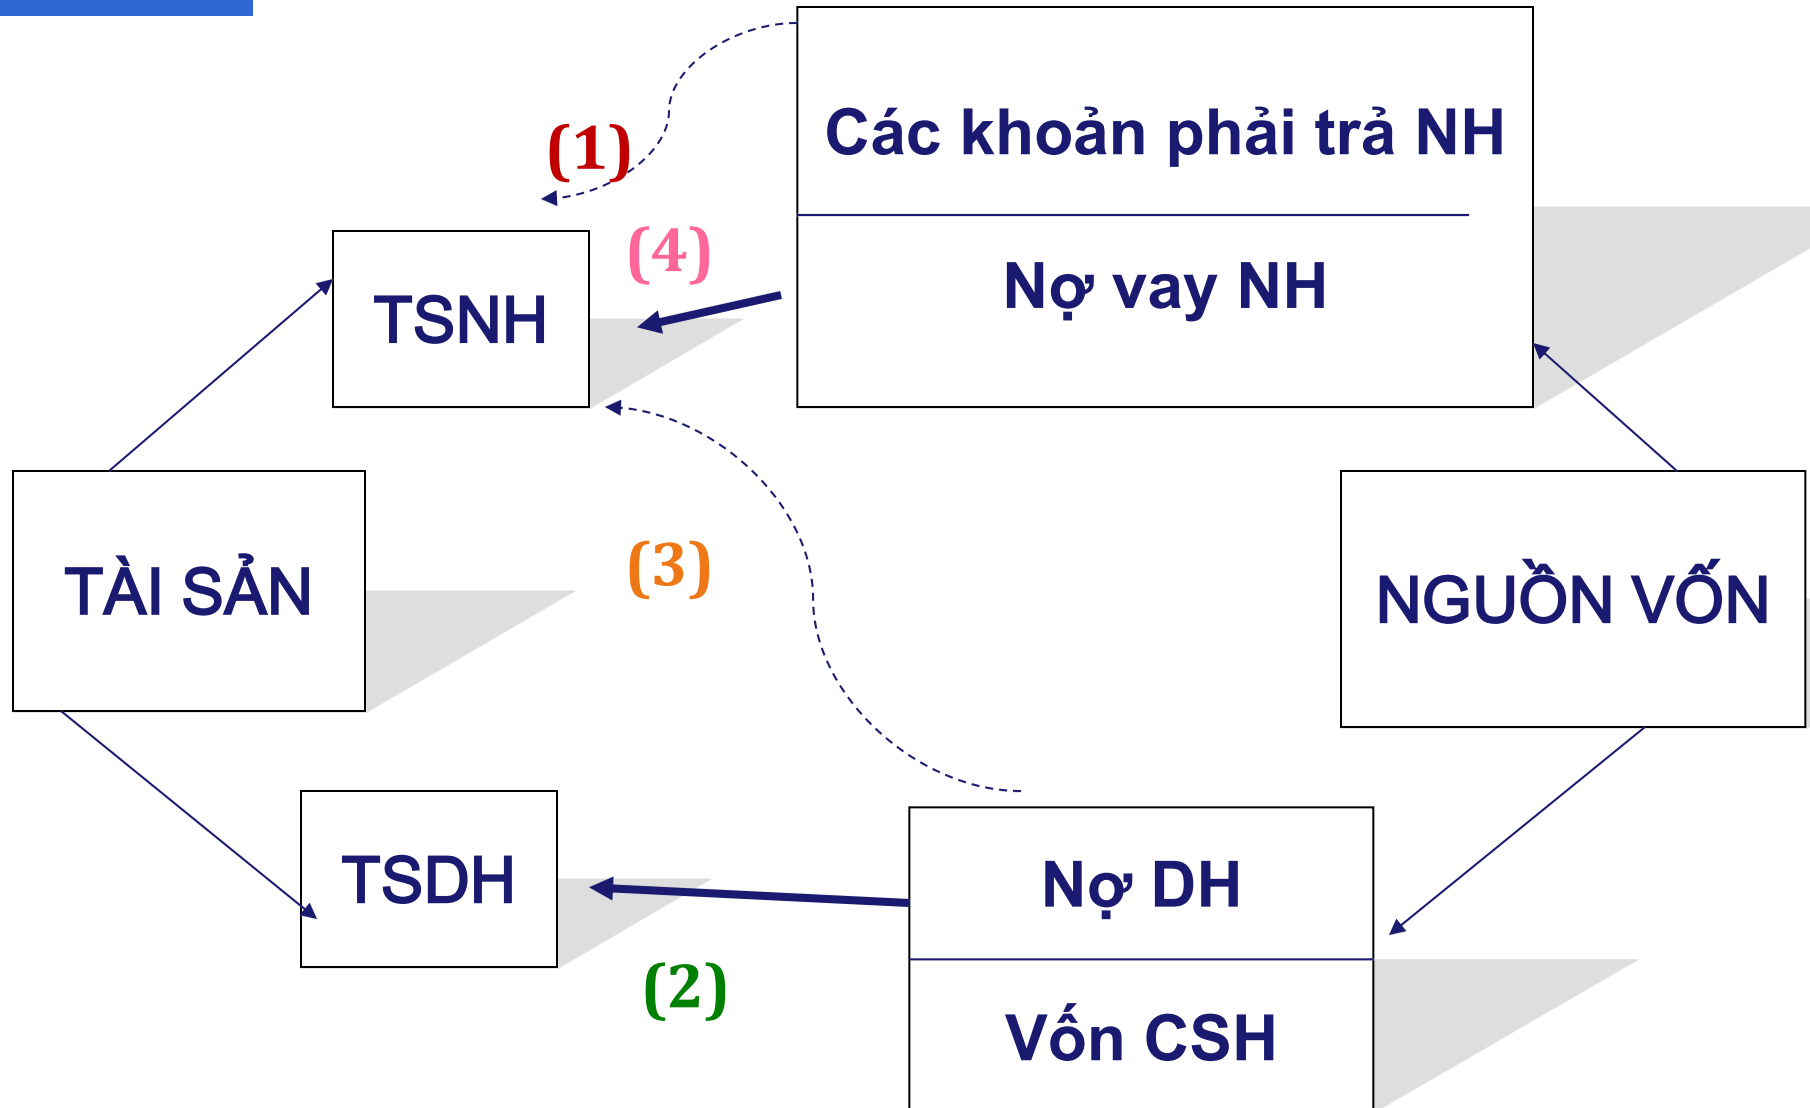 Các khoản phải trả NH
(1)
(4)
Nợ vay NH
TSNH
(3)
TÀI SẢN
NGUỒN VỐN
TSDH
Nợ DH
(2)
Vốn CSH